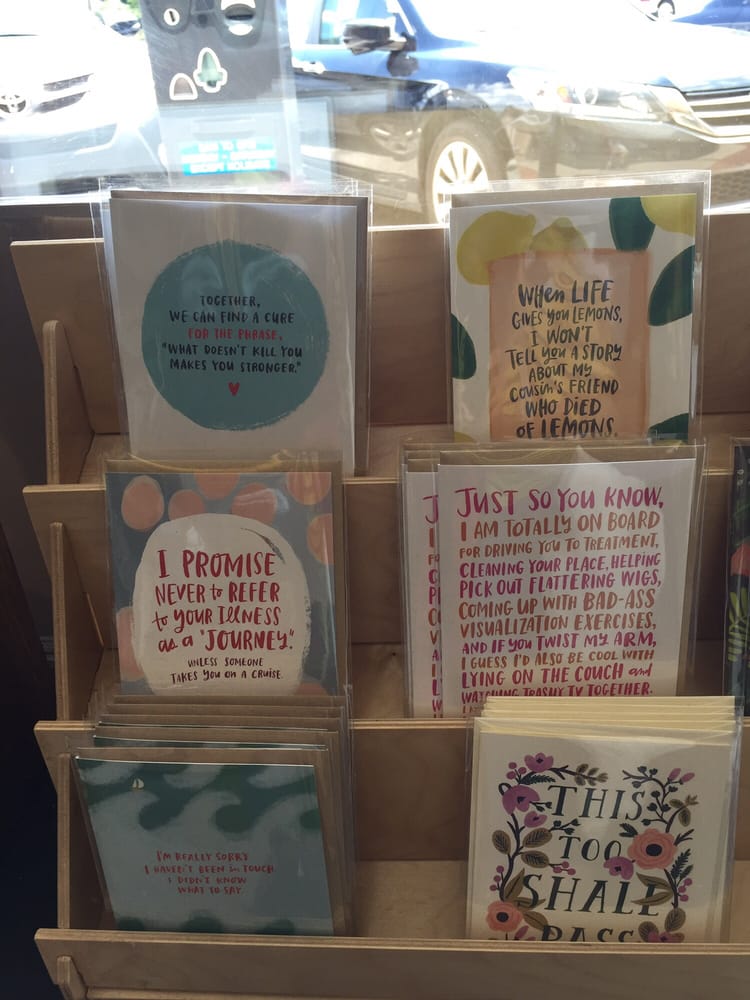 TOGETHER,
WE CAN FIND A CURE
FOR THE PHRASE,
"WHAT DOESN'T KILL YOU
MAKES YOU STRONGER."
WHEN LIFE
GIVES YOU LEMONS,
I WON'T
TELL YOU A STORY
ABOUT MY
COUSIN'S FRIEND
WHO DIED
OF LEMONS.
I PROMISE
NEVER to REFER
to YOUR ILLNESS
as a "JOURNEY."
UNLESS SOMEONE
TAKES YOU ON A CRUISE.
JUST SO YOU KNOW,
I AM TOTALLY ON BOARD
FOR DRIVING YOU TO TREATMENT,
CLEANING YOUR PLACE, HELPING
PICK OUT FLATTERING WIGS,
COMING UP WITH BAD-ASS
VISUALIZATION EXERCISES,
AND IF YOU TWIST MY ARM,
I GUESS I'D ALSO BE COOL WITH
LYING ON THE COUCH and
WATCHING TRASHY TV TOGETHER.
I'M REALLY SORRY
I HAVEN'T BEEN in TOUCH.
I DIDN'T KNOW
WHAT TO SAY.
THIS
TOO
SHALL
PASS